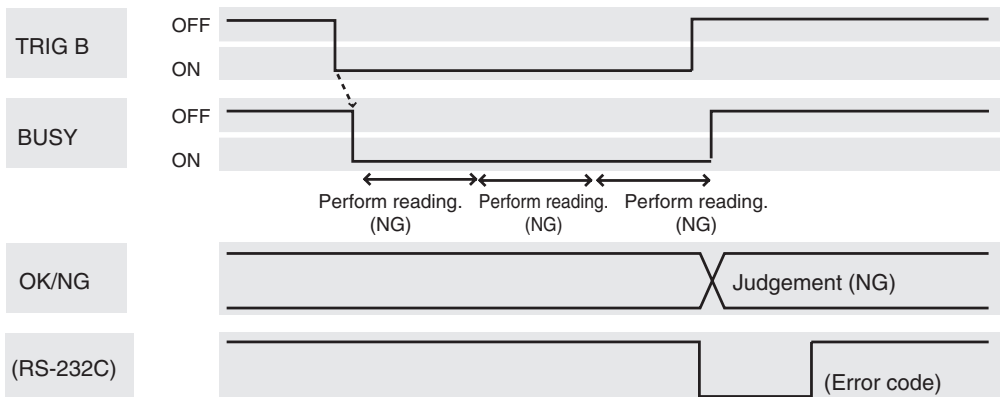 TRIG B
OFF
ON
BUSY
OFF
ON
Perform reading.
(NG)
Perform reading.
(NG)
Perform reading.
(NG)
OK/NG
Judgement (NG)
(RS-232C)
(Error code)